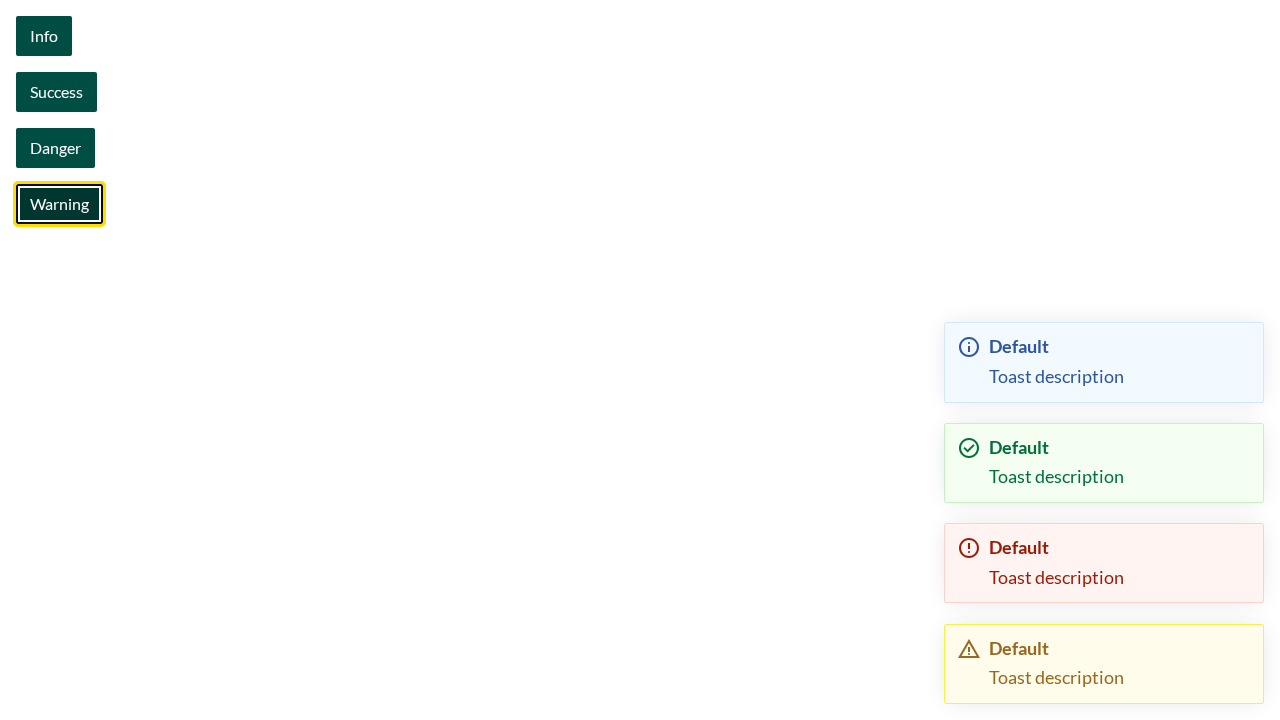 Info
Success
Danger
Warning
Default
Toast description
Default
Toast description
Default
Toast description
Default
Toast description